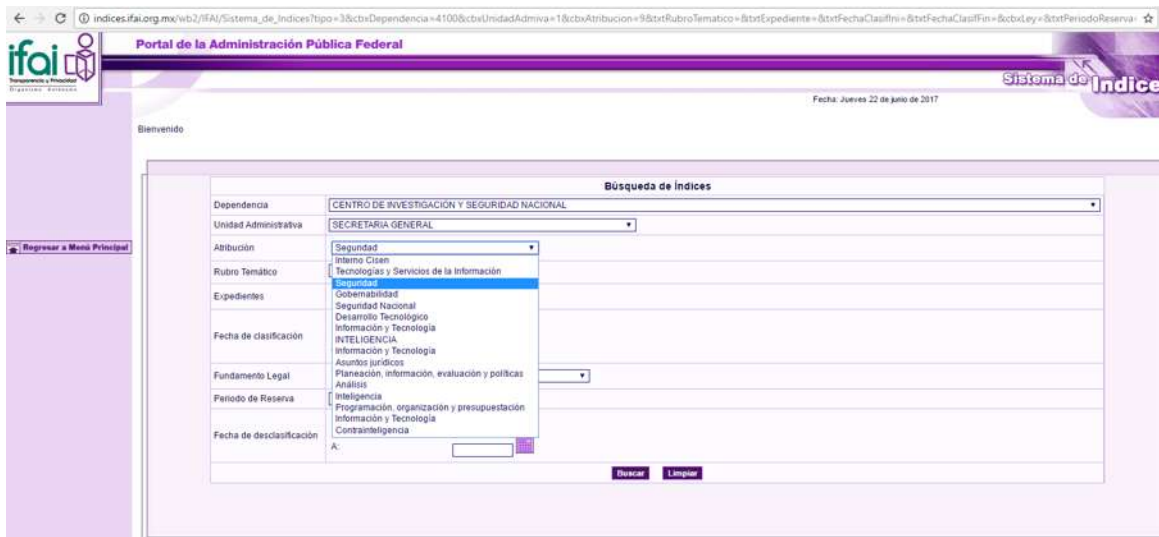 indices.ifai.org.mx/wb2/IFAI/Sistema_de_Indices?tipo=3&cbxDependencia=4100&cbxUnidadAdmiva=1&cbxAtribucion=9&txtRubroTematico=&txtExpediente=&txtFechaClasifIni=&txtFechaClasifFin=&cbxLey=&txtPeriodoReserva=
ifai
Transparencia y Privacidad
Organismo Autónomo
Portal de la Administración Pública Federal
Sistema de Indice
Fecha: Jueves 22 de junio de 2017
Bienvenido
Regresar a Menú Principal
Búsqueda de Índices
Dependencia CENTRO DE INVESTIGACIÓN Y SEGURIDAD NACIONAL
Unidad Administrativa SECRETARIA GENERAL
Atribución Seguridad
Interno Cisen
Rubro Temático Tecnologías y Servicios de la Información
Seguridad
Expedientes Gobernabilidad
Seguridad Nacional
Desarrollo Tecnológico
Información y Tecnología
Fecha de clasificación INTELIGENCIA
Información y Tecnología
Asuntos jurídicos
Fundamento Legal Planeación, información, evaluación y políticas
Análisis
Periodo de Reserva Inteligencia
Programación, organización y presupuestación
Información y Tecnología
Fecha de desclasificación Contrainteligencia
A:
Buscar Limpiar